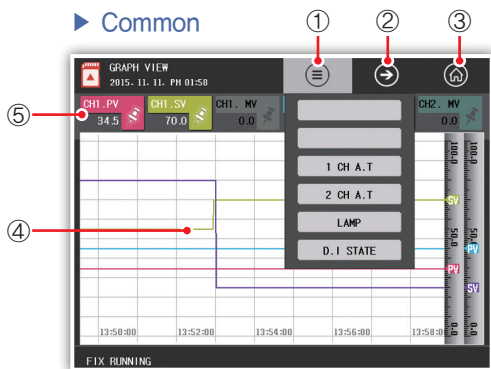 ▶ Common
① ② ③
GRAPH VIEW
2015. 11. 11. PM 01:58
⑤
CH1.PV CH1.SV CH1. MV CH2. MV
34.5 70.0 0.0 0.0
1 CH A.T
2 CH A.T
LAMP
D.I STATE
④
100.0 100.0
SV
50.0 50.0
PV
PV
SV
0.0 0.0
13:50:00 13:52:00 13:54:00 13:56:00 13:58:0
FIX RUNNING